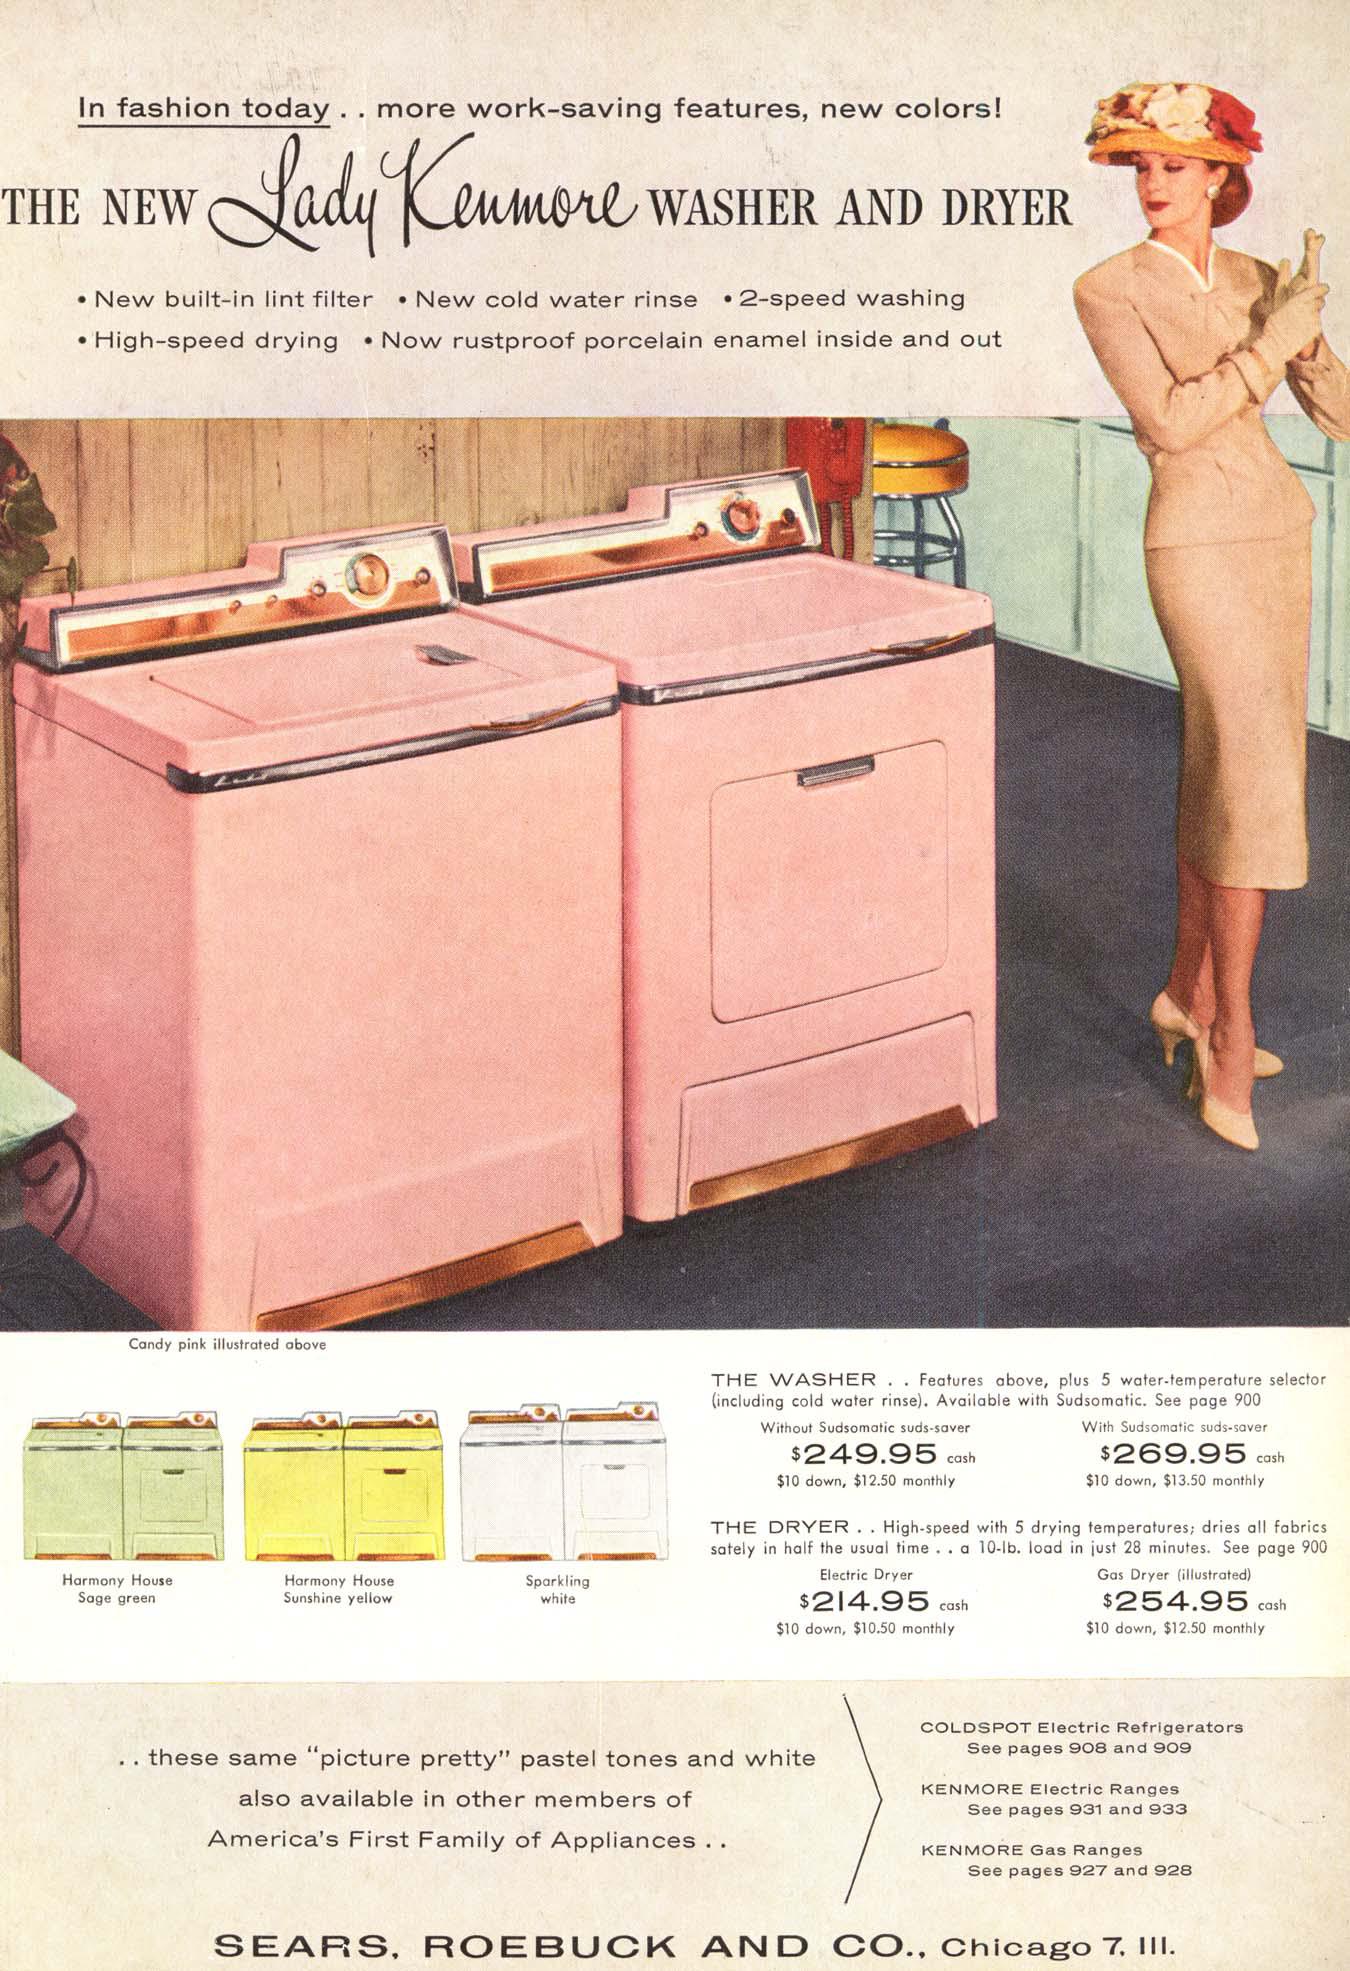 In fashion today . . more work-saving features, new colors!
THE NEW Lady Kenmore WASHER AND DRYER
• New built-in lint filter • New cold water rinse • 2-speed washing
• High-speed drying • Now rustproof porcelain enamel inside and out
Lady
Candy pink illustrated above
Harmony House
Sage green
Harmony House
Sunshine yellow
Sparkling
white
THE WASHER . . Features above, plus 5 water-temperature selector
(including cold water rinse). Available with Sudsomatic. See page 900
Without Sudsomatic suds-saver
$249.95 cash
$10 down, $12.50 monthly
With Sudsomatic suds-saver
$269.95 cash
$10 down, $13.50 monthly
THE DRYER . . High-speed with 5 drying temperatures; dries all fabrics
safely in half the usual time . . a 10-lb. load in just 28 minutes. See page 900
Electric Dryer
$214.95 cash
$10 down, $10.50 monthly
Gas Dryer (illustrated)
$254.95 cash
$10 down, $12.50 monthly
. . these same "picture pretty" pastel tones and white
also available in other members of
America's First Family of Appliances . .
COLDSPOT Electric Refrigerators
See pages 908 and 909
KENMORE Electric Ranges
See pages 931 and 933
KENMORE Gas Ranges
See pages 927 and 928
SEARS, ROEBUCK AND CO., Chicago 7, Ill.